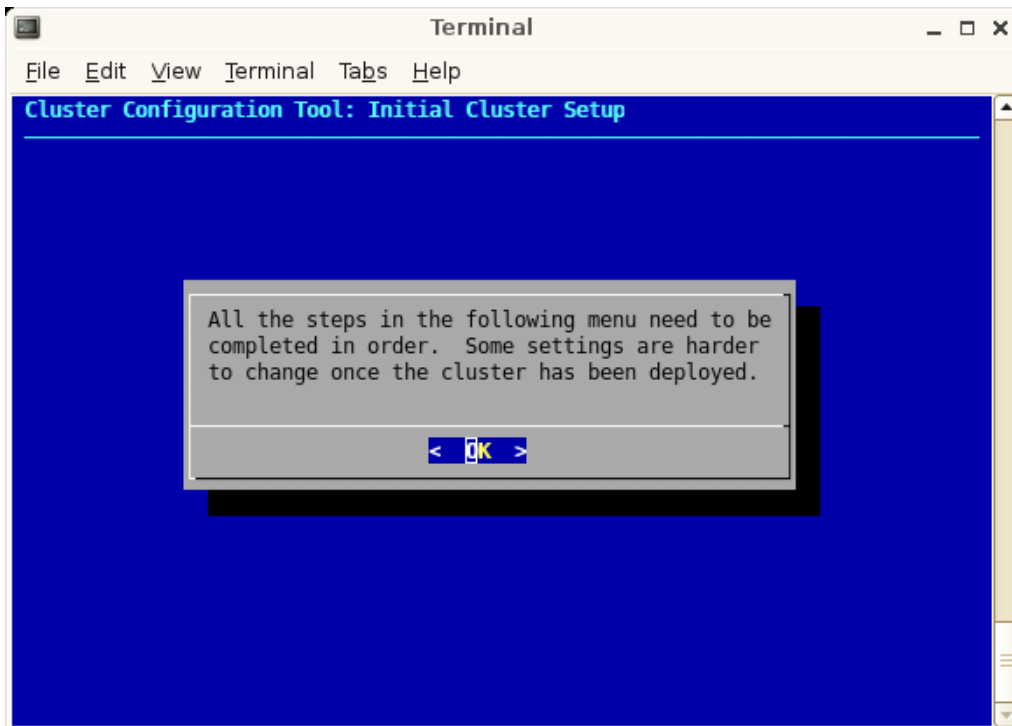 Terminal
File Edit View Terminal Tabs Help
Cluster Configuration Tool: Initial Cluster Setup
All the steps in the following menu need to be
completed in order.  Some settings are harder
to change once the cluster has been deployed.
<  OK  >